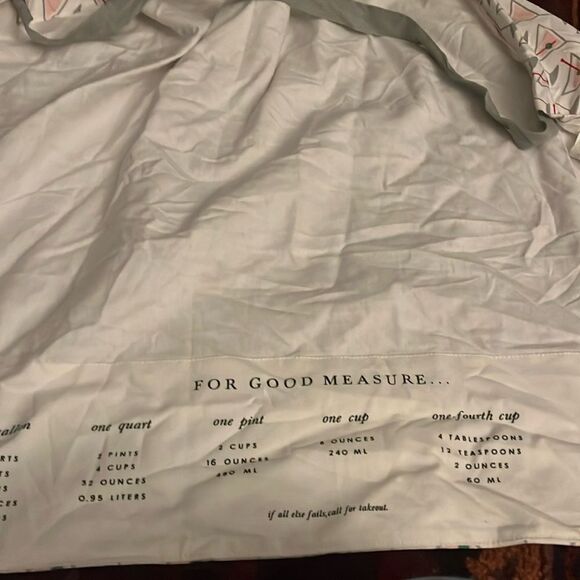 FOR GOOD MEASURE...
one quart
2 PINTS
4 CUPS
32 OUNCES
0.95 LITERS
one pint
2 CUPS
16 OUNCES
480 ML
one cup
8 OUNCES
240 ML
one-fourth cup
4 TABLESPOONS
12 TEASPOONS
2 OUNCES
60 ML
if all else fails, call for takeout.